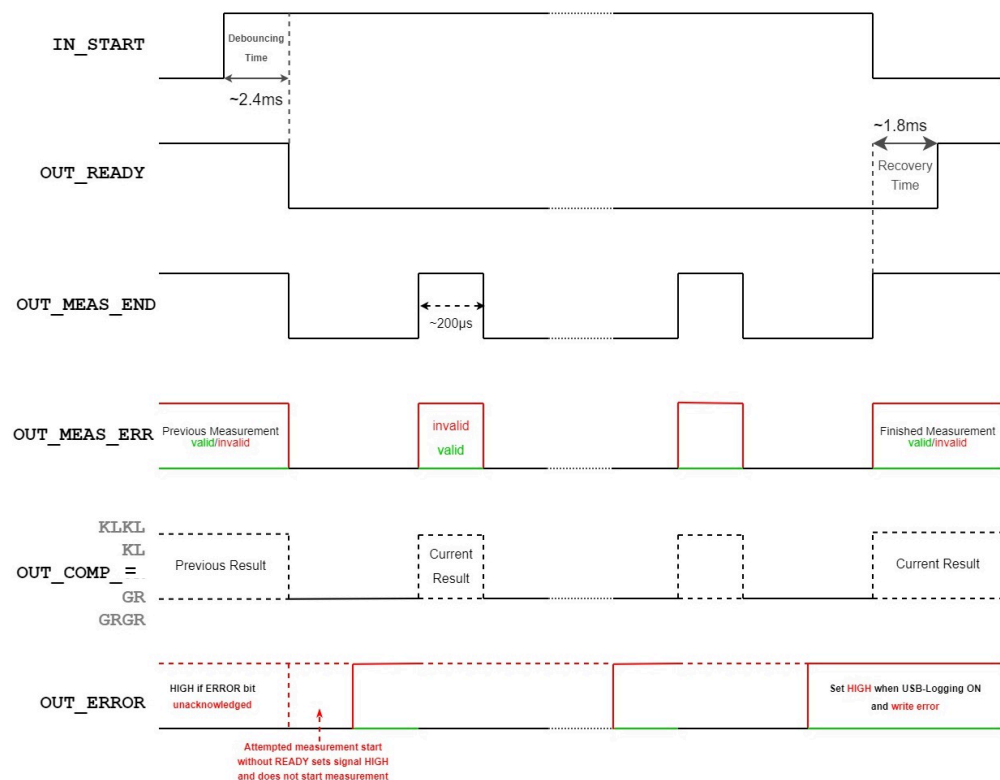 IN_START
Debouncing
Time
~2.4ms
~1.8ms
OUT_READY
Recovery
Time
OUT_MEAS_END
~200µs
OUT_MEAS_ERR
Previous Measurement
valid/invalid
invalid
valid
Finished Measurement
valid/invalid
KLKL
KL
OUT_COMP_=
GR
GRGR
Previous Result
Current
Result
Current Result
OUT_ERROR
HIGH if ERROR bit
unacknowledged
Set HIGH when USB-Logging ON
and write error
Attempted measurement start
without READY sets signal HIGH
and does not start measurement